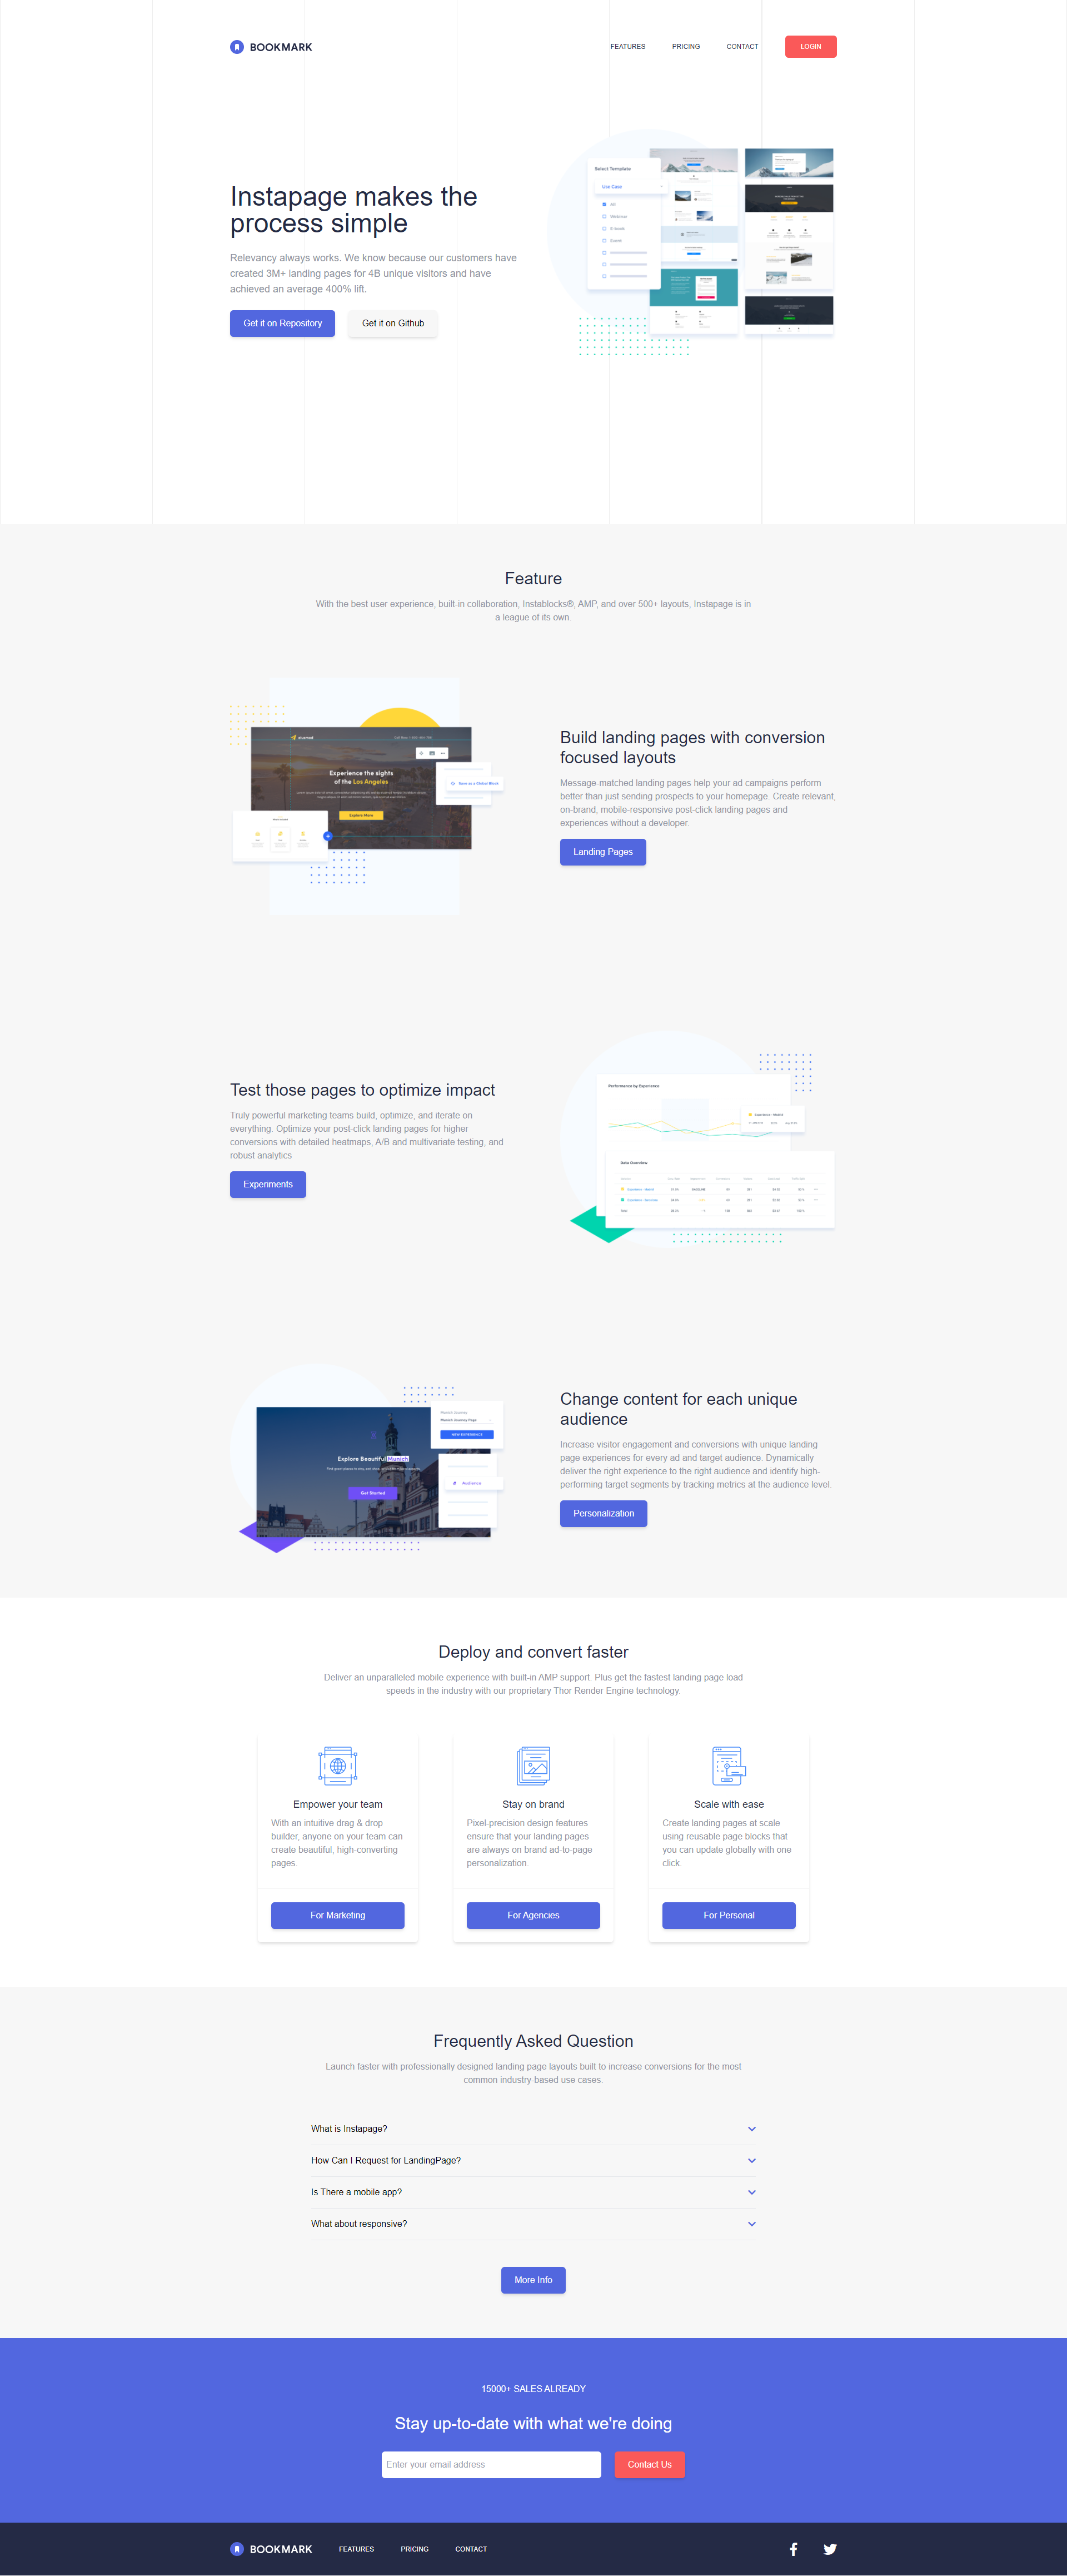 BOOKMARK
FEATURES
PRICING
CONTACT
LOGIN
Instapage makes the
process simple
Relevancy always works. We know because our customers have
created 3M+ landing pages for 4B unique visitors and have
achieved an average 400% lift.
Get it on Repository
Get it on Github
Select Template
Use Case
All
Webinar
E-book
Event
Feature
With the best user experience, built-in collaboration, Instablocks®, AMP, and over 500+ layouts, Instapage is in
a league of its own.
Experience the sights
of the Los Angeles
Explore More
Save as a Global Block
Build landing pages with conversion
focused layouts
Message-matched landing pages help your ad campaigns perform
better than just sending prospects to your homepage. Create relevant,
on-brand, mobile-responsive post-click landing pages and
experiences without a developer.
Landing Pages
Test those pages to optimize impact
Truly powerful marketing teams build, optimize, and iterate on
everything. Optimize your post-click landing pages for higher
conversions with detailed heatmaps, A/B and multivariate testing, and
robust analytics
Experiments
Performance by Experience
Data Overview
Munich Journey
Munich Journey Page
NEW EXPERIENCE
Explore Beautiful Munich
Get Started
Audience
Change content for each unique
audience
Increase visitor engagement and conversions with unique landing
page experiences for every ad and target audience. Dynamically
deliver the right experience to the right audience and identify high-
performing target segments by tracking metrics at the audience level.
Personalization
Deploy and convert faster
Deliver an unparalleled mobile experience with built-in AMP support. Plus get the fastest landing page load
speeds in the industry with our proprietary Thor Render Engine technology.
Empower your team
With an intuitive drag & drop
builder, anyone on your team can
create beautiful, high-converting
pages.
For Marketing
Stay on brand
Pixel-precision design features
ensure that your landing pages
are always on brand ad-to-page
personalization.
For Agencies
Scale with ease
Create landing pages at scale
using reusable page blocks that
you can update globally with one
click.
For Personal
Frequently Asked Question
Launch faster with professionally designed landing page layouts built to increase conversions for the most
common industry-based use cases.
What is Instapage?
How Can I Request for LandingPage?
Is There a mobile app?
What about responsive?
More Info
15000+ SALES ALREADY
Stay up-to-date with what we're doing
Enter your email address
Contact Us
BOOKMARK
FEATURES
PRICING
CONTACT